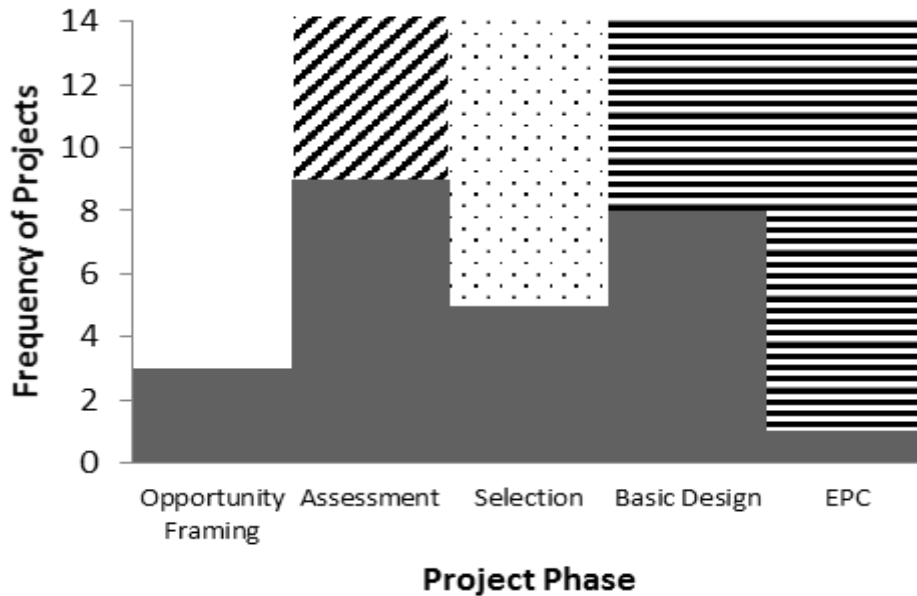 14
12
10
8
6
4
2
0
Frequency of Projects
Opportunity Framing
Assessment
Selection
Basic Design
EPC
Project Phase